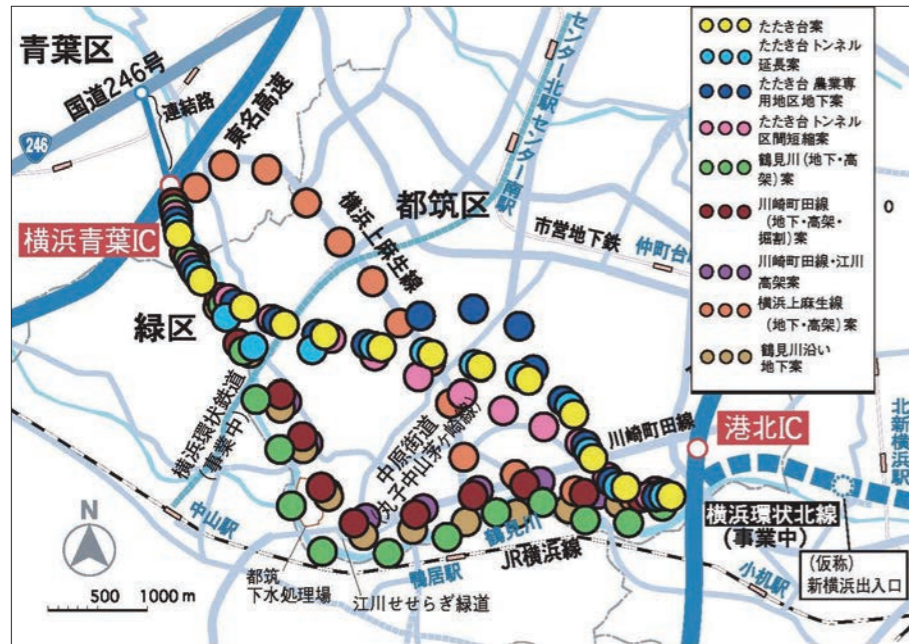 青葉区
国道246号
246
連結路
東名高速
横浜青葉IC
緑区
横浜上麻生線
都筑区
センター北駅
センター南駅
市営地下鉄
仲町台
横浜環状鉄道
(事業中)
中原街道
(丸子中山茅ケ崎線)
川崎町田線
港北IC
北新横浜駅
横浜環状北線
(事業中)
(仮称)
新横浜出入口
小机駅
鶴見川
JR横浜線
鴨居駅
中山駅
都筑
下水処理場
江川せせらぎ緑道
N
500 1000m
たたき台案
たたき台トンネル
延長案
たたき台 農業専
用地区地下案
たたき台トンネル
区間短縮案
鶴見川(地下・高
架)案
川崎町田線
(地下・高架・
掘割)案
川崎町田線・江川
高架案
横浜上麻生線
(地下・高架)案
鶴見川沿い
地下案
0